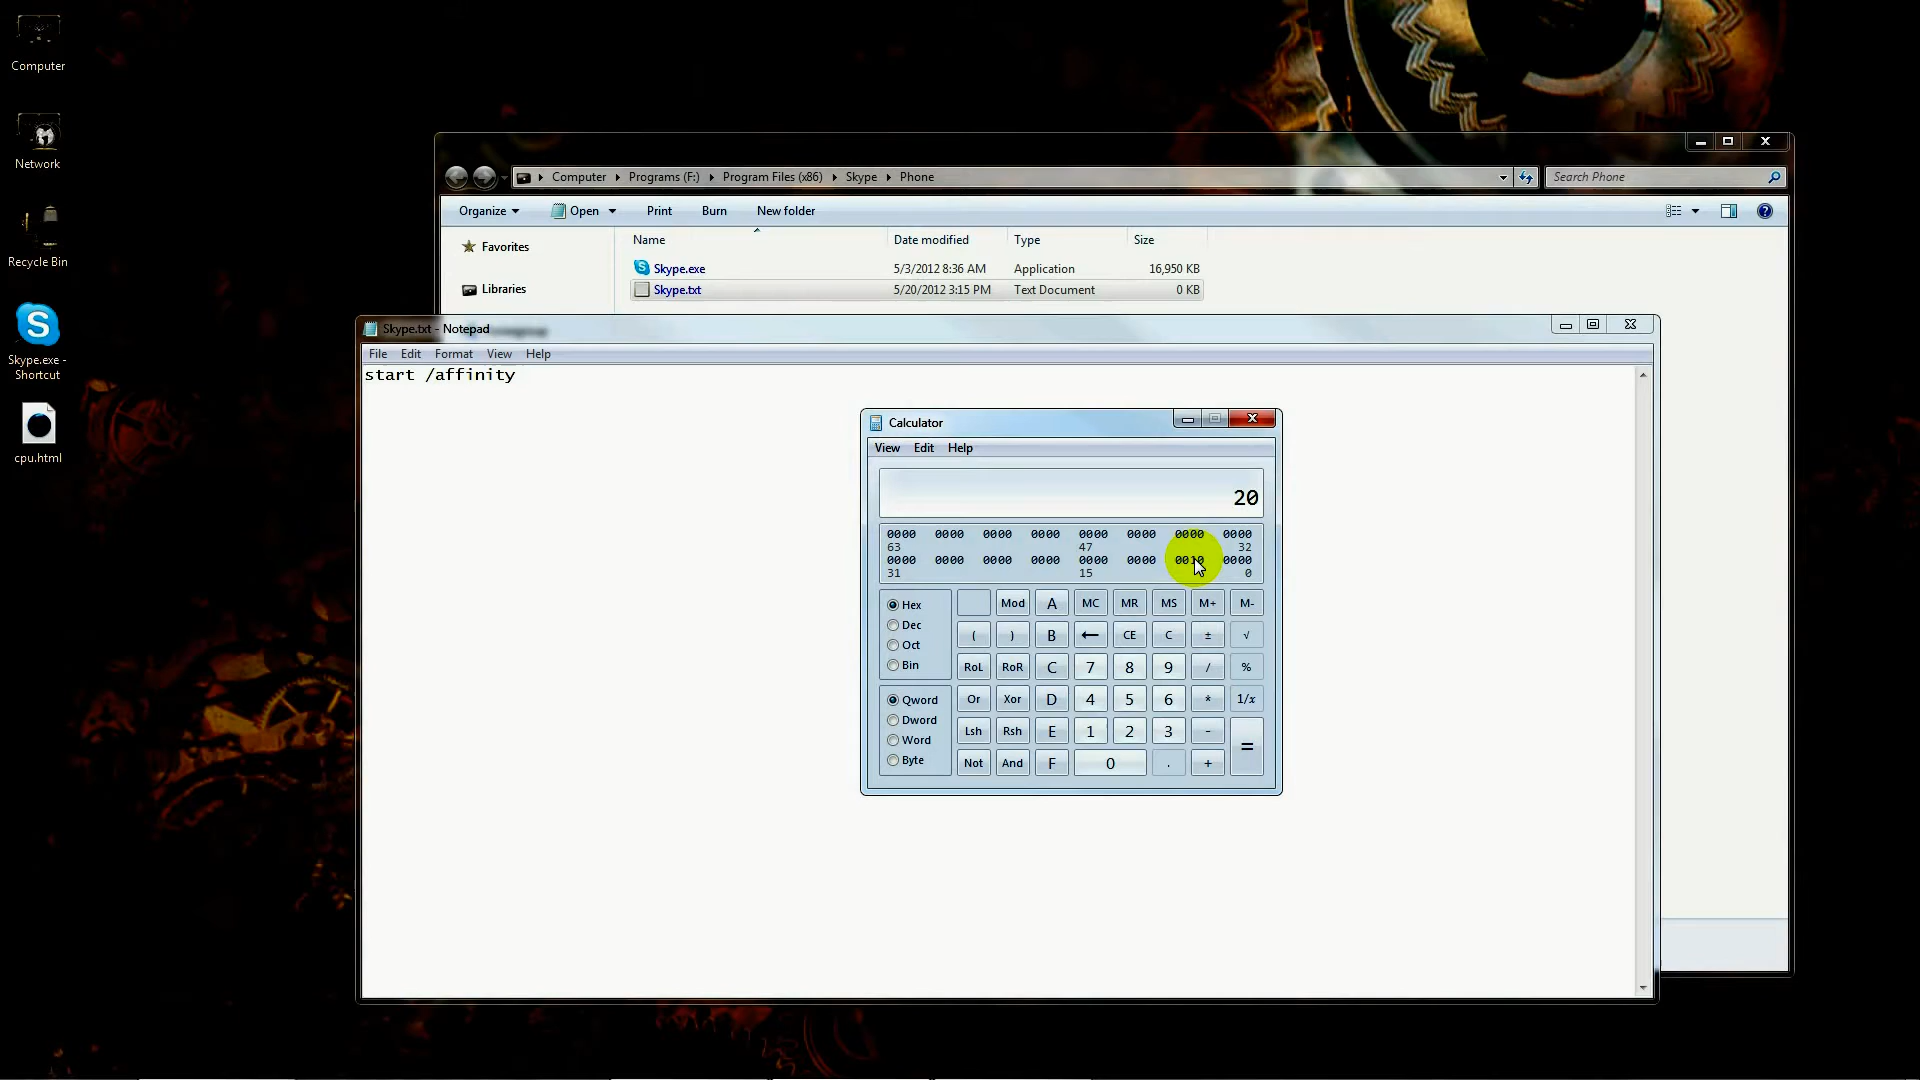 Computer
Network
Recycle Bin
Skype.exe -
Shortcut
cpu.html
Computer Programs (F:) Program Files (x86) Skype Phone
Search Phone
Organize Open Print Burn New folder
Favorites
Libraries
Name Date modified Type Size
Skype.exe 5/3/2012 8:36 AM Application 16,950 KB
Skype.txt 5/20/2012 3:15 PM Text Document 0 KB
Skype.txt - Notepad
File Edit Format View Help
start /affinity
Calculator
View Edit Help
20
0000 0000 0000 0000 0000 0000 0000 0000
63 47 32
0000 0000 0000 0000 0000 0000 0010 0000
31 15 0
Hex
Dec
Oct
Bin
Qword
Dword
Word
Byte
Mod A MC MR MS M+ M-
( ) B ← CE C ± √
RoL RoR C 7 8 9 / %
Or Xor D 4 5 6 * 1/x
Lsh Rsh E 1 2 3 - =
Not And F 0 . +